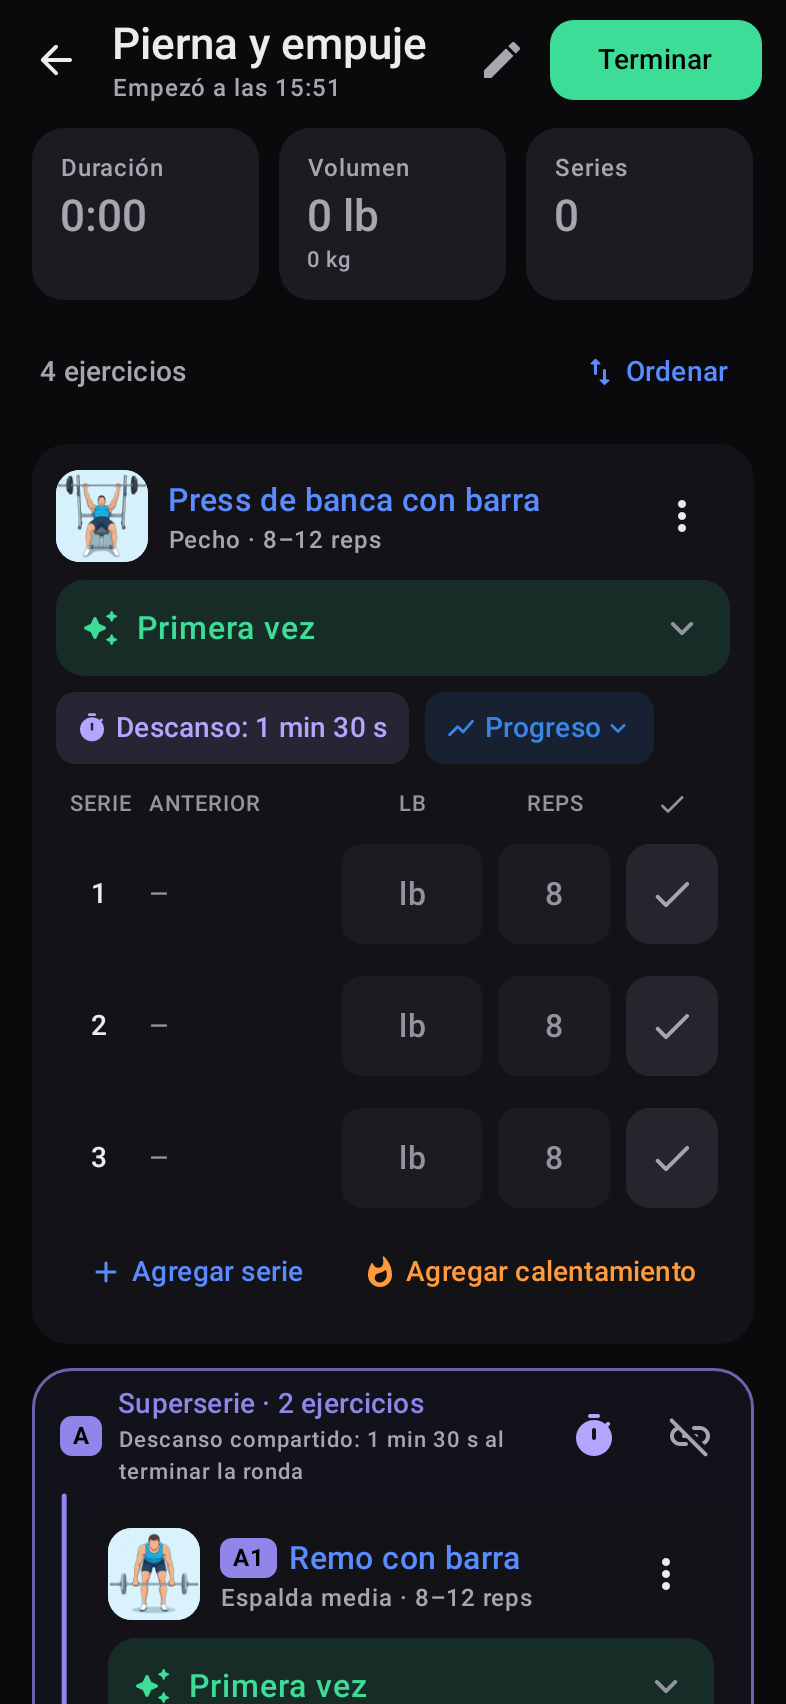 Pierna y empuje
Empezó a las 15:51
Terminar
Duración
0:00
Volumen
0 lb
0 kg
Series
0
4 ejercicios
Ordenar
Press de banca con barra
Pecho · 8–12 reps
Primera vez
Descanso: 1 min 30 s
Progreso
SERIE ANTERIOR LB REPS
1 – lb 8
2 – lb 8
3 – lb 8
Agregar serie
Agregar calentamiento
A
Superserie · 2 ejercicios
Descanso compartido: 1 min 30 s al
terminar la ronda
A1 Remo con barra
Espalda media · 8–12 reps
Primera vez